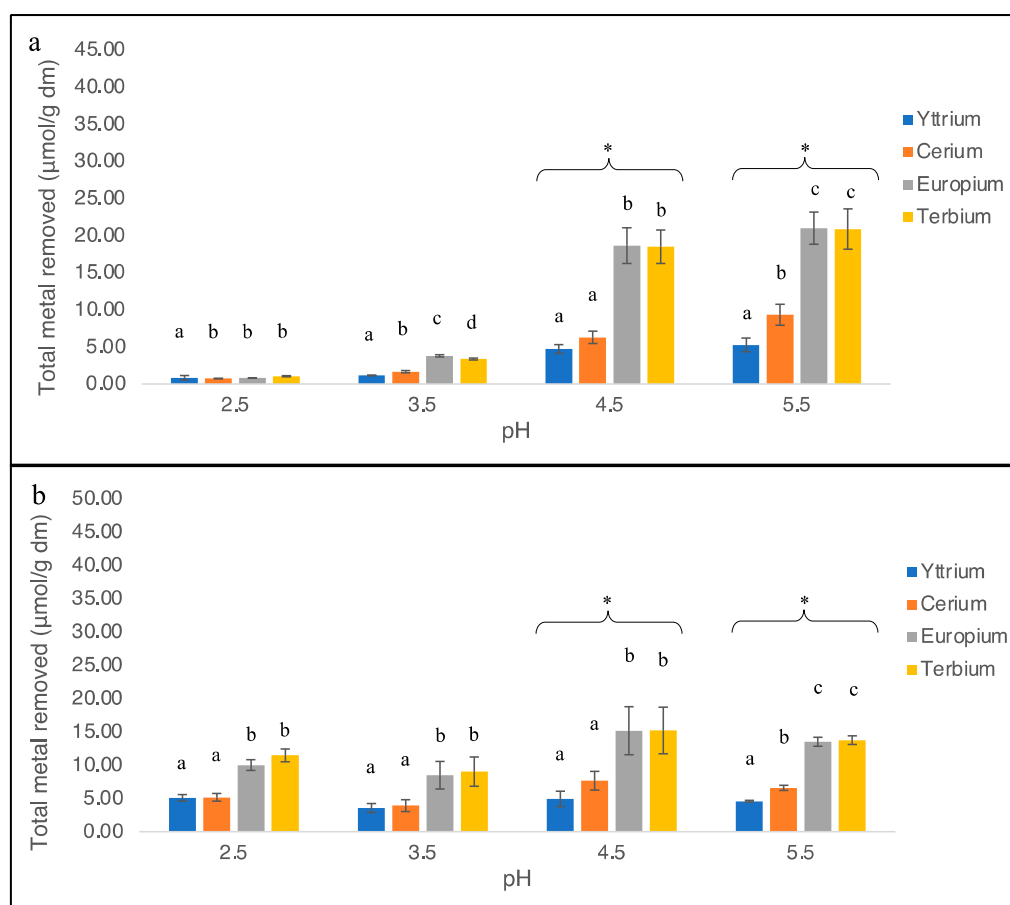 a
Total metal removed (µmol/g dm)
45.00
40.00
35.00
30.00
25.00
20.00
15.00
10.00
5.00
0.00
* *
a b b b a b c d a a b b a b c c
2.5 3.5 4.5 5.5
pH
Yttrium
Cerium
Europium
Terbium
b
Total metal removed (µmol/g dm)
50.00
45.00
40.00
35.00
30.00
25.00
20.00
15.00
10.00
5.00
0.00
* *
a a b b a a b b a a b b a b c c
2.5 3.5 4.5 5.5
pH
Yttrium
Cerium
Europium
Terbium